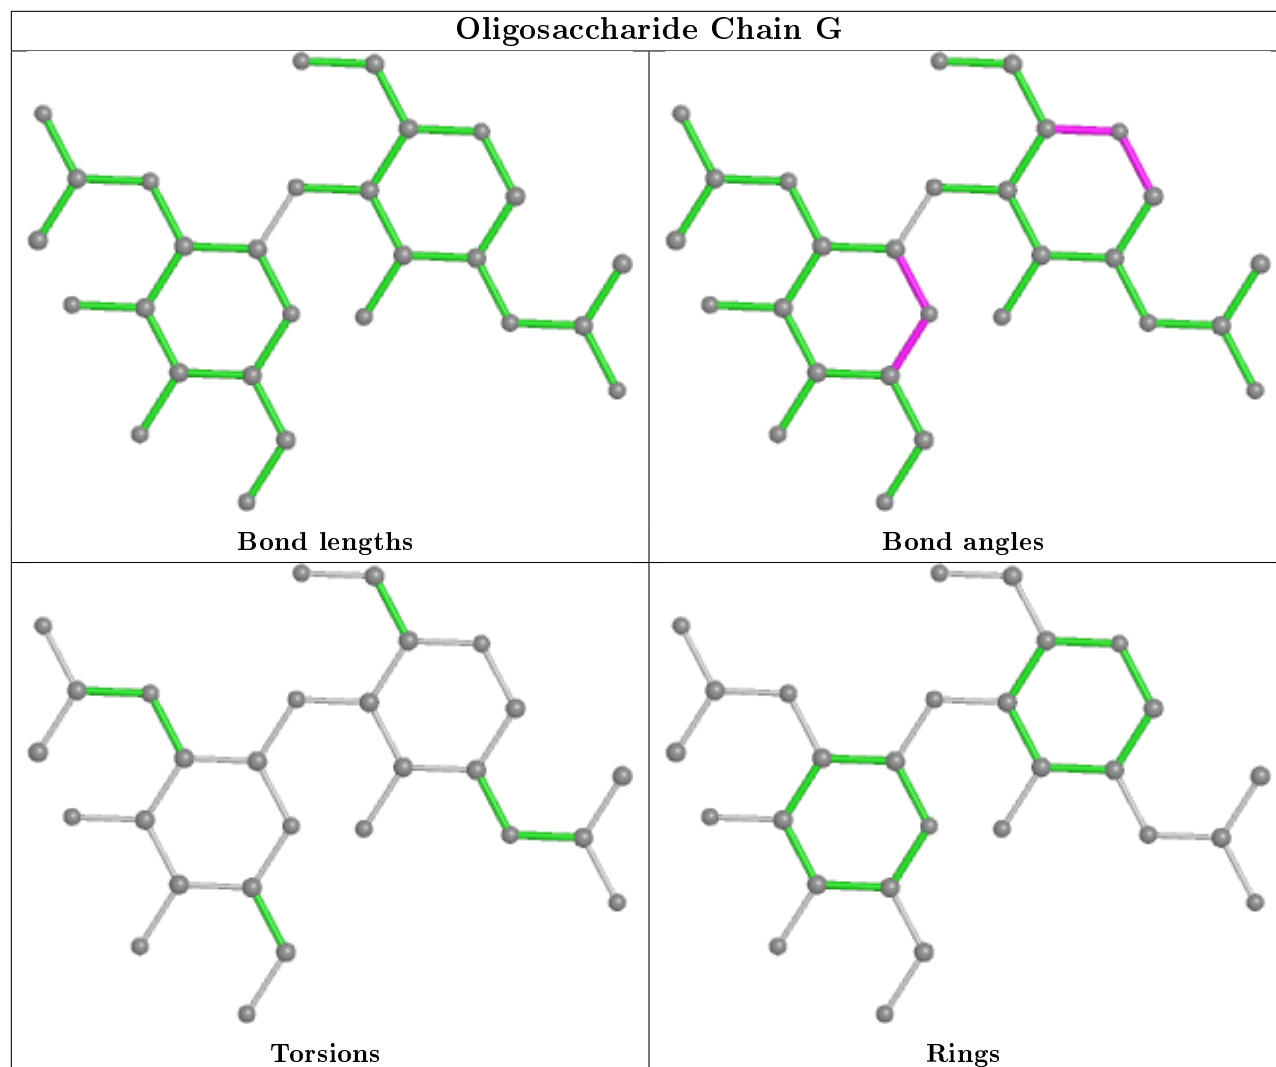 Oligosaccharide Chain G
Bond lengths
Bond angles
Torsions
Rings